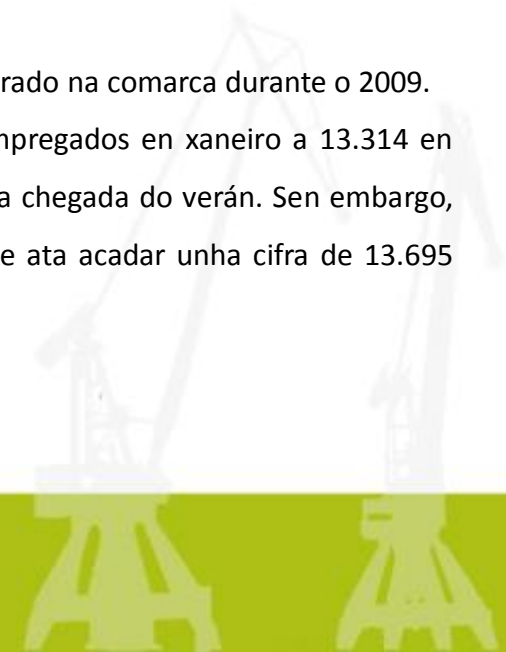 rado na comarca durante o 2009.
mpregados en xaneiro a 13.314 en
a chegada do verán. Sen embargo,
e ata acadar unha cifra de 13.695